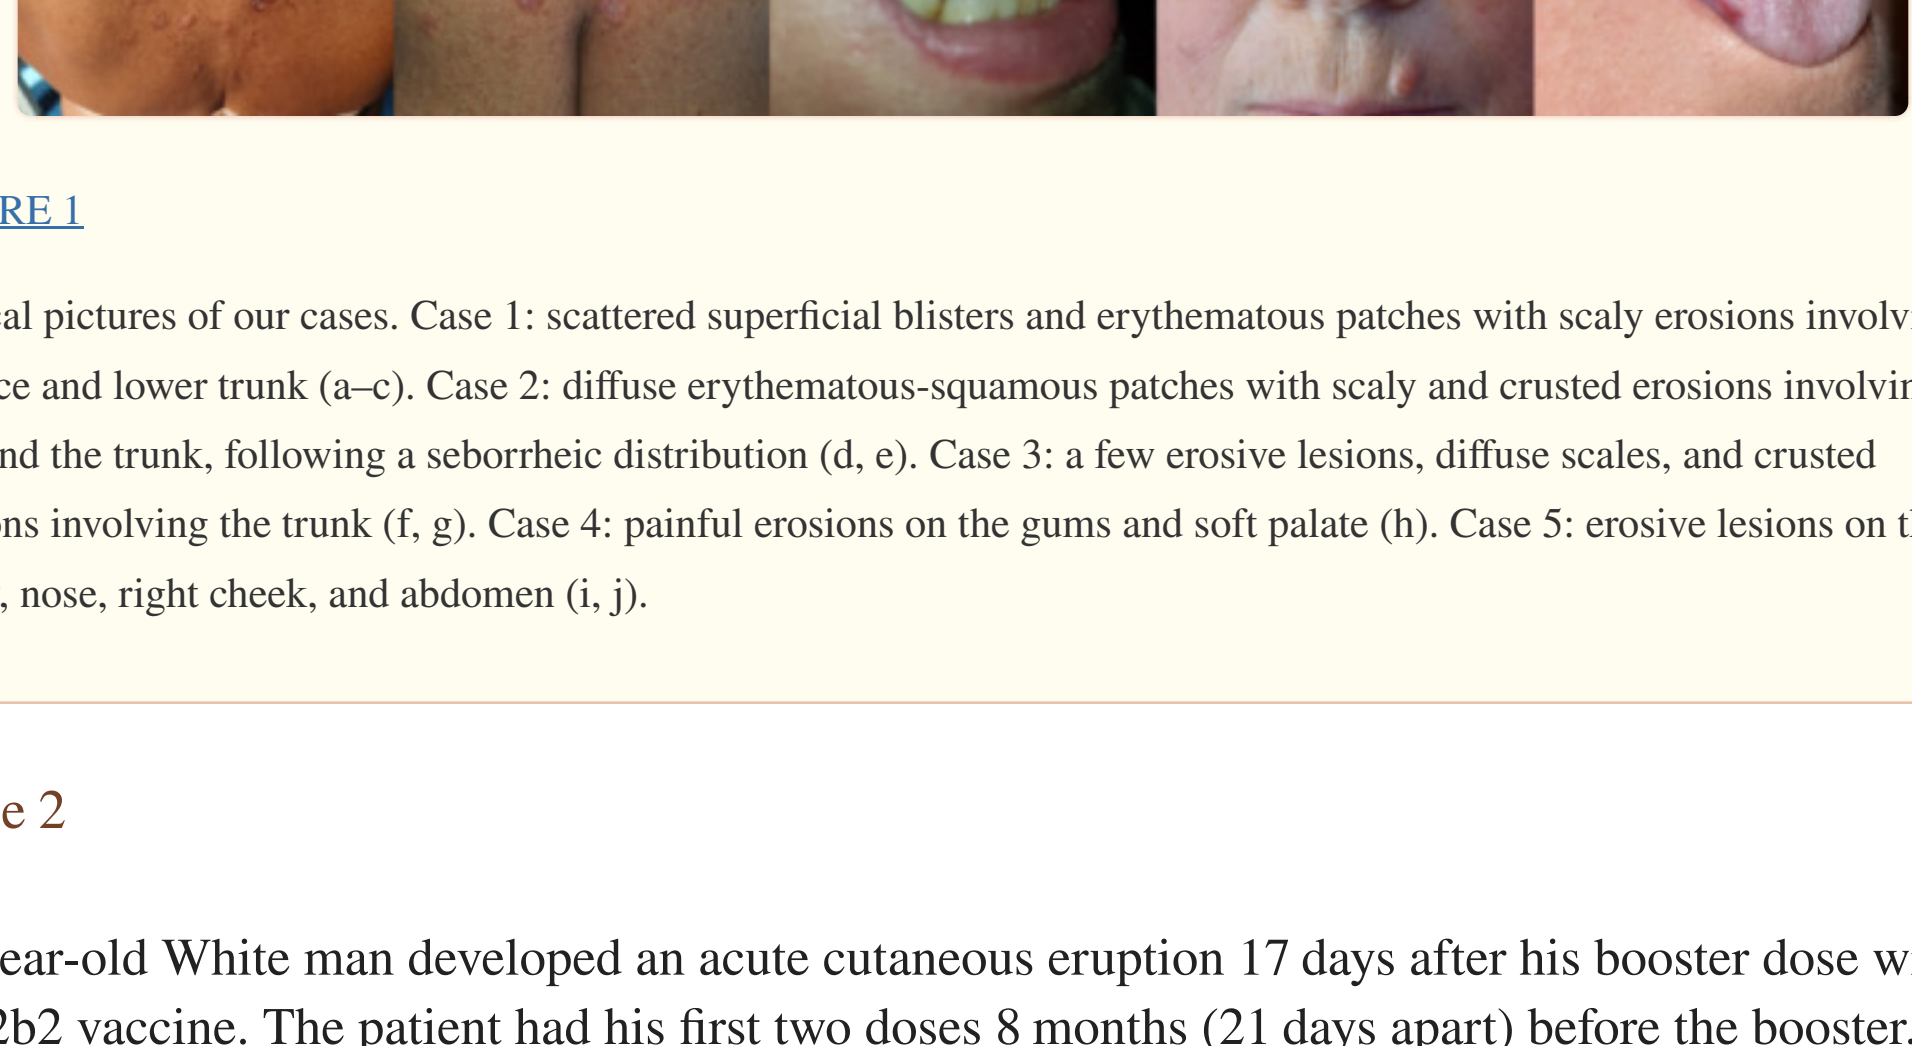 RE 1
al pictures of our cases. Case 1: scattered superficial blisters and erythematous patches with scaly erosions involv
ce and lower trunk (a–c). Case 2: diffuse erythematous-squamous patches with scaly and crusted erosions involvin
nd the trunk, following a seborrheic distribution (d, e). Case 3: a few erosive lesions, diffuse scales, and crusted
ns involving the trunk (f, g). Case 4: painful erosions on the gums and soft palate (h). Case 5: erosive lesions on t
, nose, right cheek, and abdomen (i, j).
e 2
ear-old White man developed an acute cutaneous eruption 17 days after his booster dose w
2b2 vaccine. The patient had his first two doses 8 months (21 days apart) before the booster.